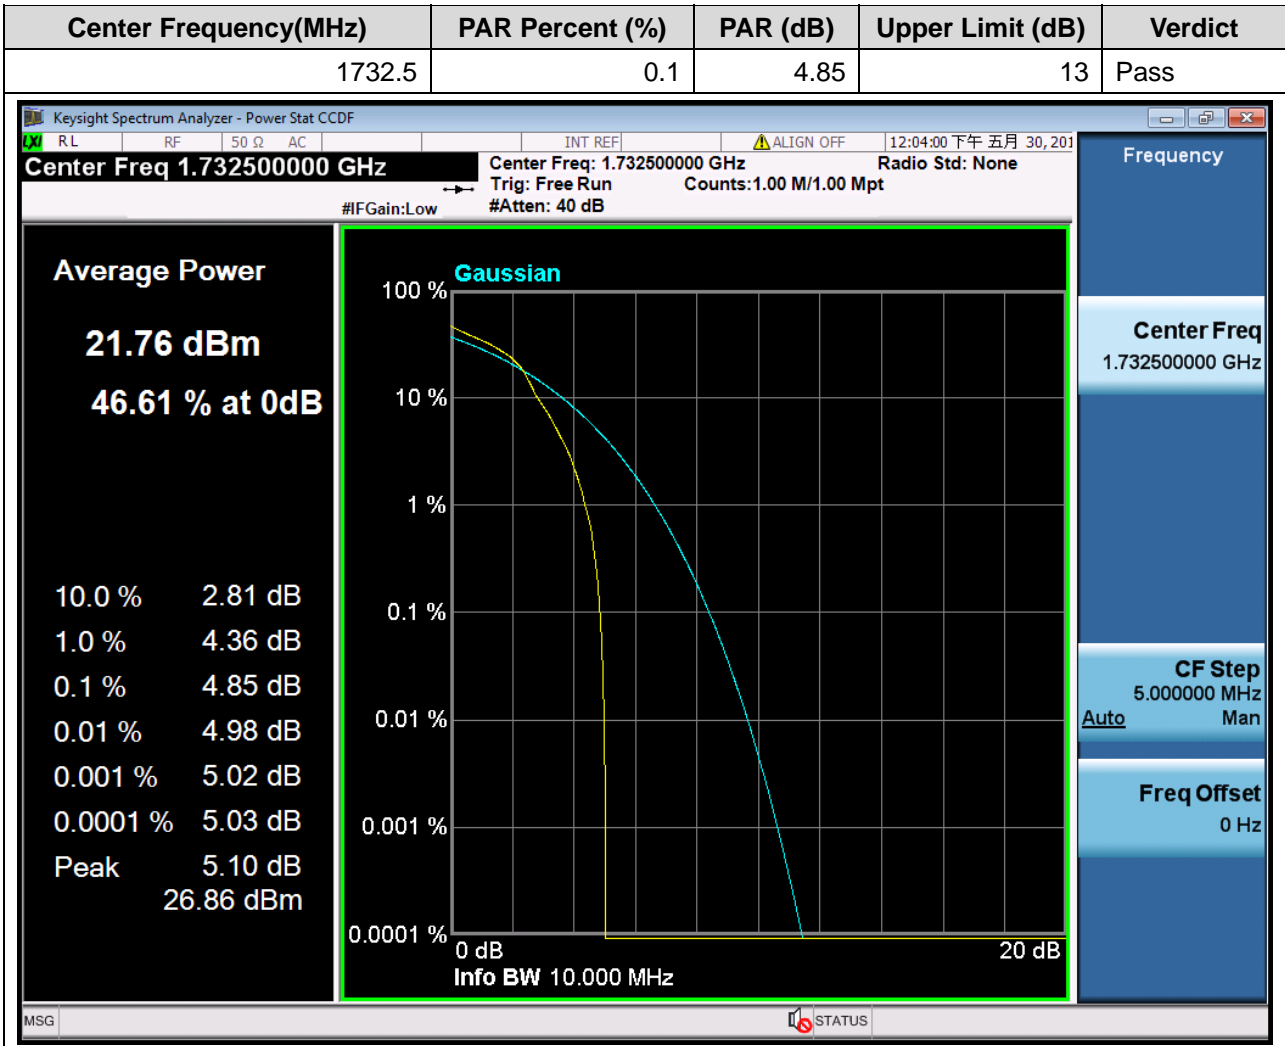 Center Frequency(MHz) PAR Percent (%) PAR (dB) Upper Limit (dB) Verdict
1732.5 0.1 4.85 13 Pass
Keysight Spectrum Analyzer - Power Stat CCDF
LXI RL RF 50 Ω AC INT REF ALIGN OFF 12:04:00 下午 五月 30, 201
Center Freq 1.732500000 GHz
Center Freq: 1.732500000 GHz Radio Std: None
Trig: Free Run Counts:1.00 M/1.00 Mpt
#IFGain:Low #Atten: 40 dB
Average Power
21.76 dBm
46.61 % at 0dB
10.0 % 2.81 dB
1.0 % 4.36 dB
0.1 % 4.85 dB
0.01 % 4.98 dB
0.001 % 5.02 dB
0.0001 % 5.03 dB
Peak 5.10 dB
26.86 dBm
Gaussian
100 %
10 %
1 %
0.1 %
0.01 %
0.001 %
0.0001 %
0 dB 20 dB
Info BW 10.000 MHz
Frequency
Center Freq
1.732500000 GHz
CF Step
5.000000 MHz
Auto Man
Freq Offset
0 Hz
MSG STATUS